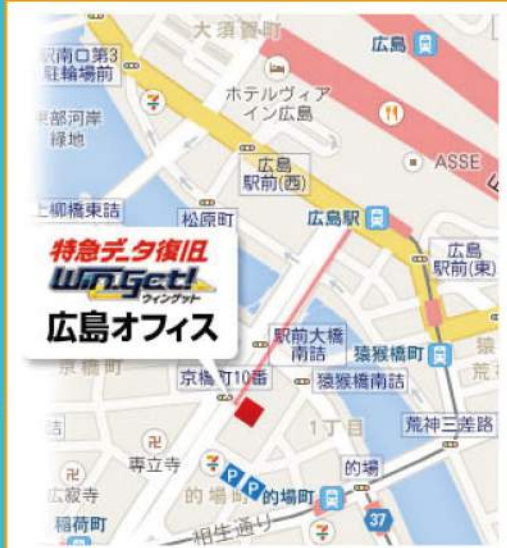 大須賀町
広島
駅南口第3
駐輪場前
ホテルヴィア
イン広島
東部河岸
緑地
ASSE
広島
駅前(西)
上柳橋東詰
松原町
広島駅
広島
駅前(東)
特急データ復旧
WinGet!
ウィンゲット
広島オフィス
駅前大橋
南詰
猿猴橋町
京橋町
京橋町10番
猿猴橋南詰
1丁目
荒神三差路
卍
専立寺
卍
広寂寺
P P
的場
的場町
的場町
37
稲荷町
相生通り